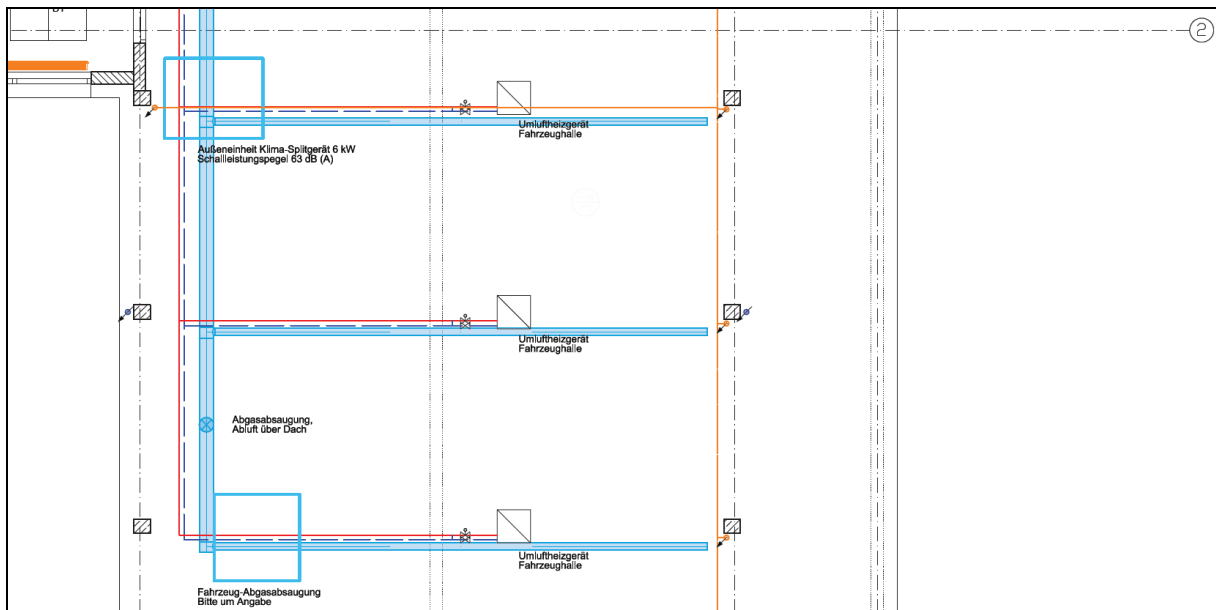 2
Umluftheizgerät
Fahrzeughalle
Außeneinheit Klima-Splitgerät 6 kW
Schallleistungspegel 63 dB (A)
Umluftheizgerät
Fahrzeughalle
Abgasabsaugung,
Abluft über Dach
Umluftheizgerät
Fahrzeughalle
Fahrzeug-Abgasabsaugung
Bitte um Angabe